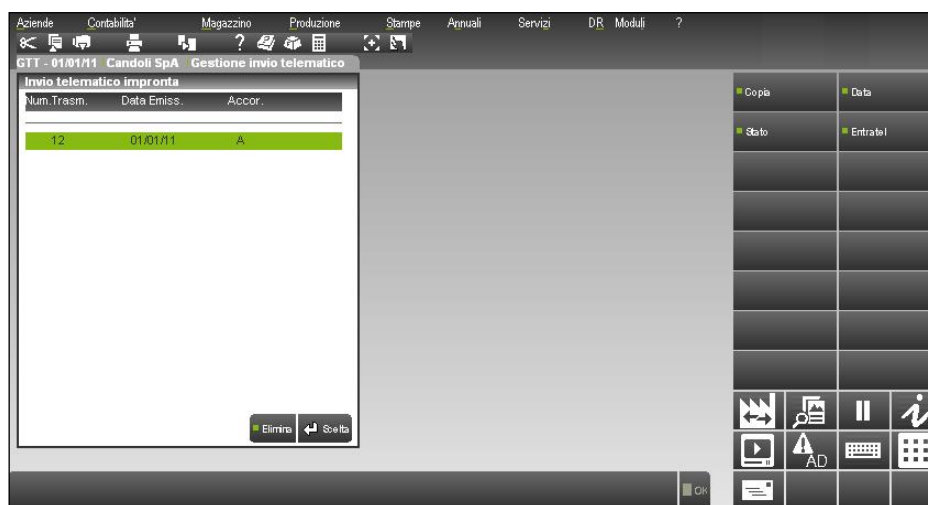 Aziende Contabilita' Magazzino Produzione Stampe Annuali Servizi DR Moduli ?
?
GTT - 01/01/11 Candoli SpA Gestione invio telematico
Invio telematico impronta
Num.Trasm. Data Emiss. Accor.
12 01/01/11 A
Copia Data
Stato Entratel
Elimina Scelta
AD
OK